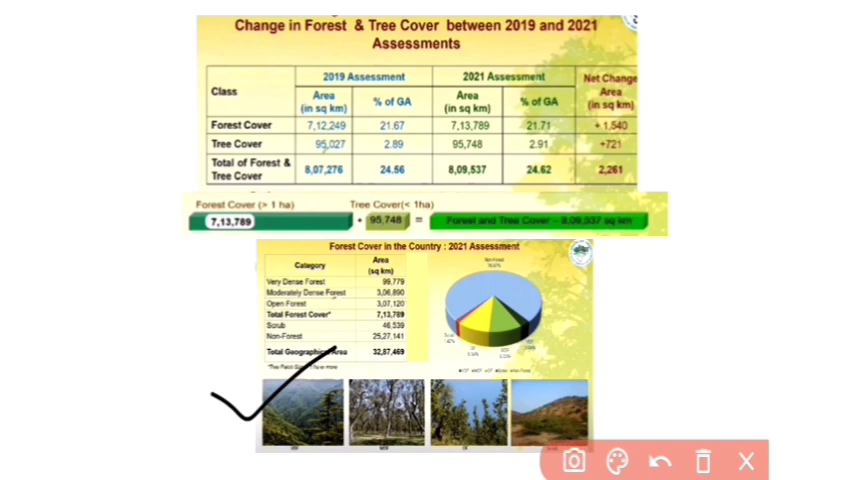 Change in Forest & Tree Cover between 2019 and 2021
Assessments
Class
2019 Assessment
2021 Assessment
Net Change
Area
(in sq km)
Area
(in sq km)
% of GA
Area
(in sq km)
% of GA
Forest Cover 7,12,249 21.67 7,13,789 21.71 + 1,540
Tree Cover 95,027 2.89 95,748 2.91 +721
Total of Forest &
Tree Cover
8,07,276 24.56 8,09,537 24.62 2,261
Forest Cover (> 1 ha) Tree Cover(< 1ha)
7,13,789 + 95,748 = Forest and Tree Cover – 8,09,537 sq km
Forest Cover in the Country : 2021 Assessment
Category
Area
(sq km)
Very Dense Forest 99,779
Moderately Dense Forest 3,06,890
Open Forest 3,07,120
Total Forest Cover* 7,13,789
Scrub 46,539
Non-Forest 25,27,141
Total Geographical Area 32,87,469
Non-Forest